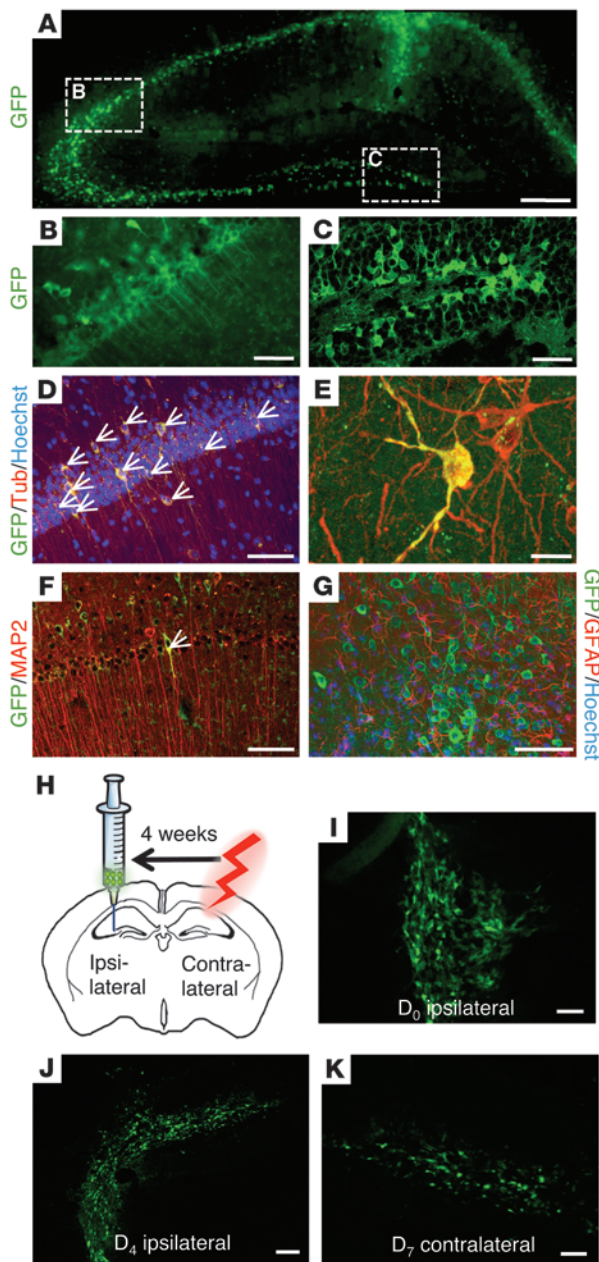 A
GFP
B
C
B
C
GFP
D
E
GFP/Tub/Hoechst
F
G
GFP/MAP2
GFP/GFAP/Hoechst
H
4 weeks
Ipsi-
lateral
Contra-
lateral
I
D₀ ipsilateral
J
D₄ ipsilateral
K
D₇ contralateral